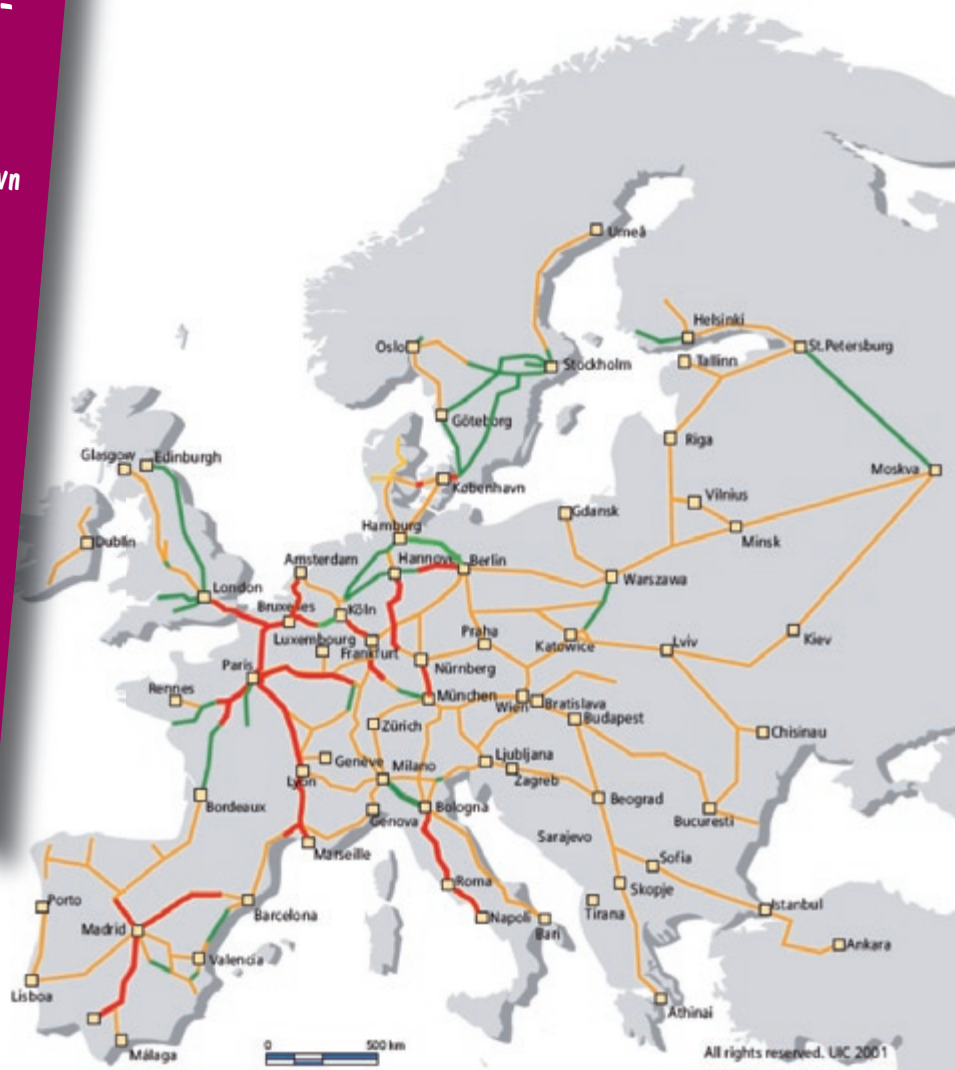 Umeå
Helsinki
Oslo
St.Petersburg
Tallinn
Stockholm
Göteborg
Riga
Glasgow
Edinburgh
Moskva
København
Vilnius
Gdansk
Hamburg
Minsk
Dublin
Amsterdam
Hannover
Berlin
Warszawa
London
Bruxelles
Köln
Luxembourg
Praha
Katowice
Lviv
Kiev
Frankfurt
Paris
Nürnberg
Rennes
München
Wien
Bratislava
Budapest
Zürich
Chisinau
Genève
Milano
Ljubljana
Lyon
Zagreb
Bordeaux
Genova
Bologna
Beograd
Bucuresti
Sarajevo
Marseille
Sofia
Roma
Skopje
Porto
Barcelona
Tirana
Istanbul
Madrid
Napoli
Bari
Ankara
Valencia
Lisboa
Athinai
0 500 km
Málaga
All rights reserved. UIC 2001